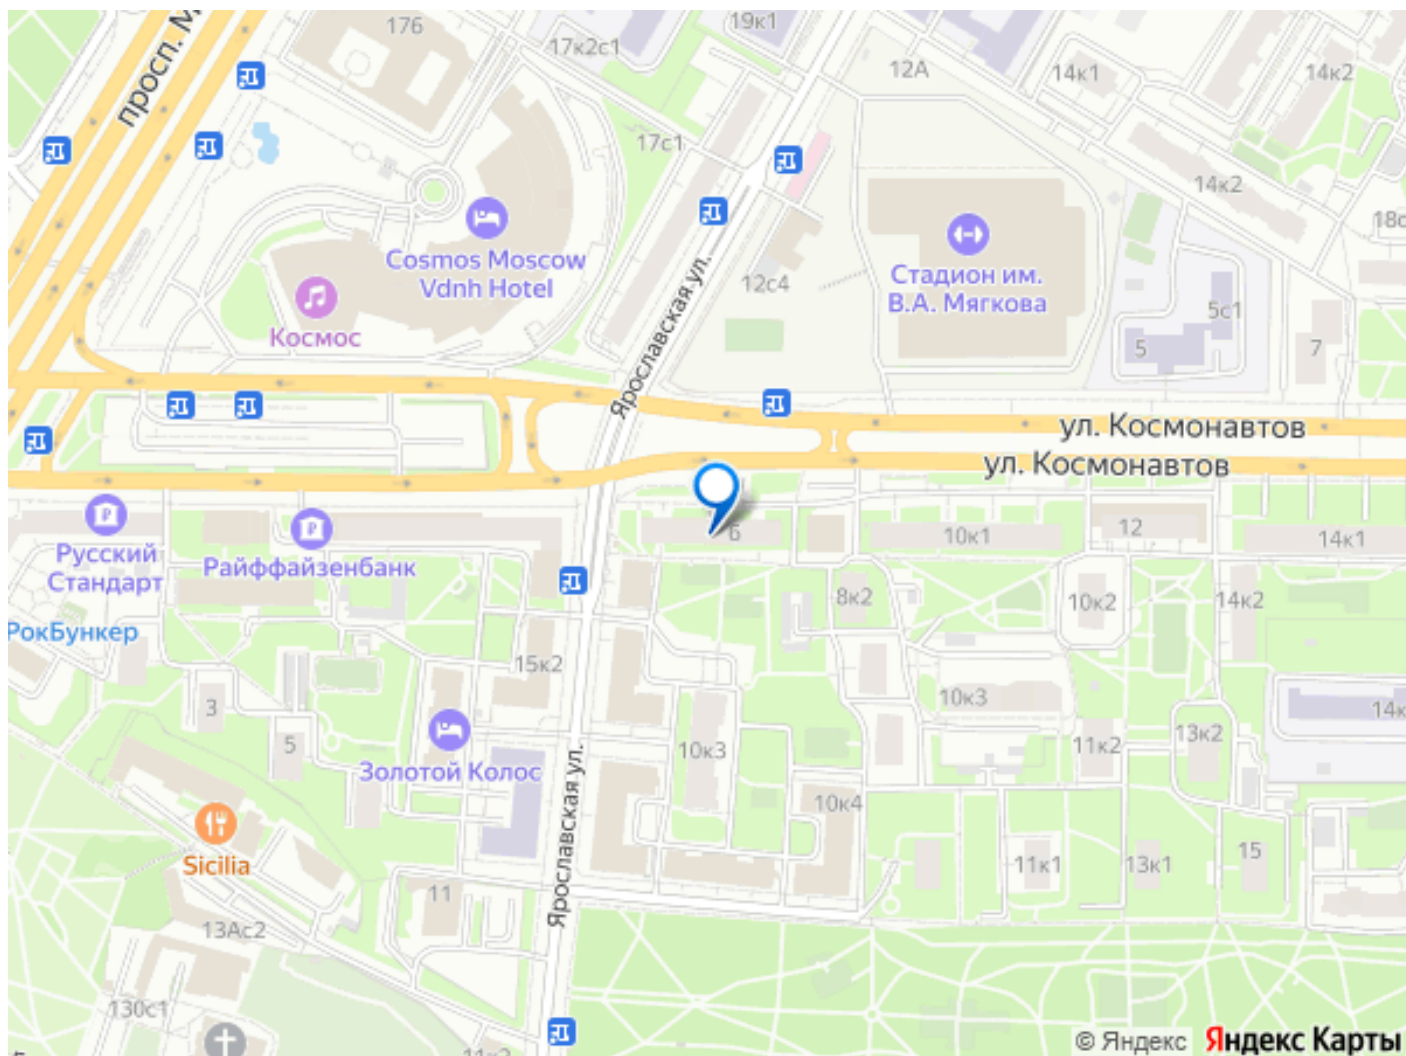 176
19к1
17к2с1
12А
14к1
14к2
просп. М
17с1
14к2
18с
Cosmos Moscow
Vdnh Hotel
12с4
Стадион им.
В.А. Мягкова
Космос
5с1
5
7
Ярославская ул.
ул. Космонавтов
ул. Космонавтов
6
10к1
12
14к1
Русский
Стандарт
Райффайзенбанк
8к2
10к2
14к2
РокБункер
15к2
3
5
10к3
10к3
14к
13к2
11к2
Золотой Колос
10к4
Sicilia
Ярославская ул.
11к1
13к1
15
11
13Ас2
130с1
11к2
© Яндекс Яндекс Карты